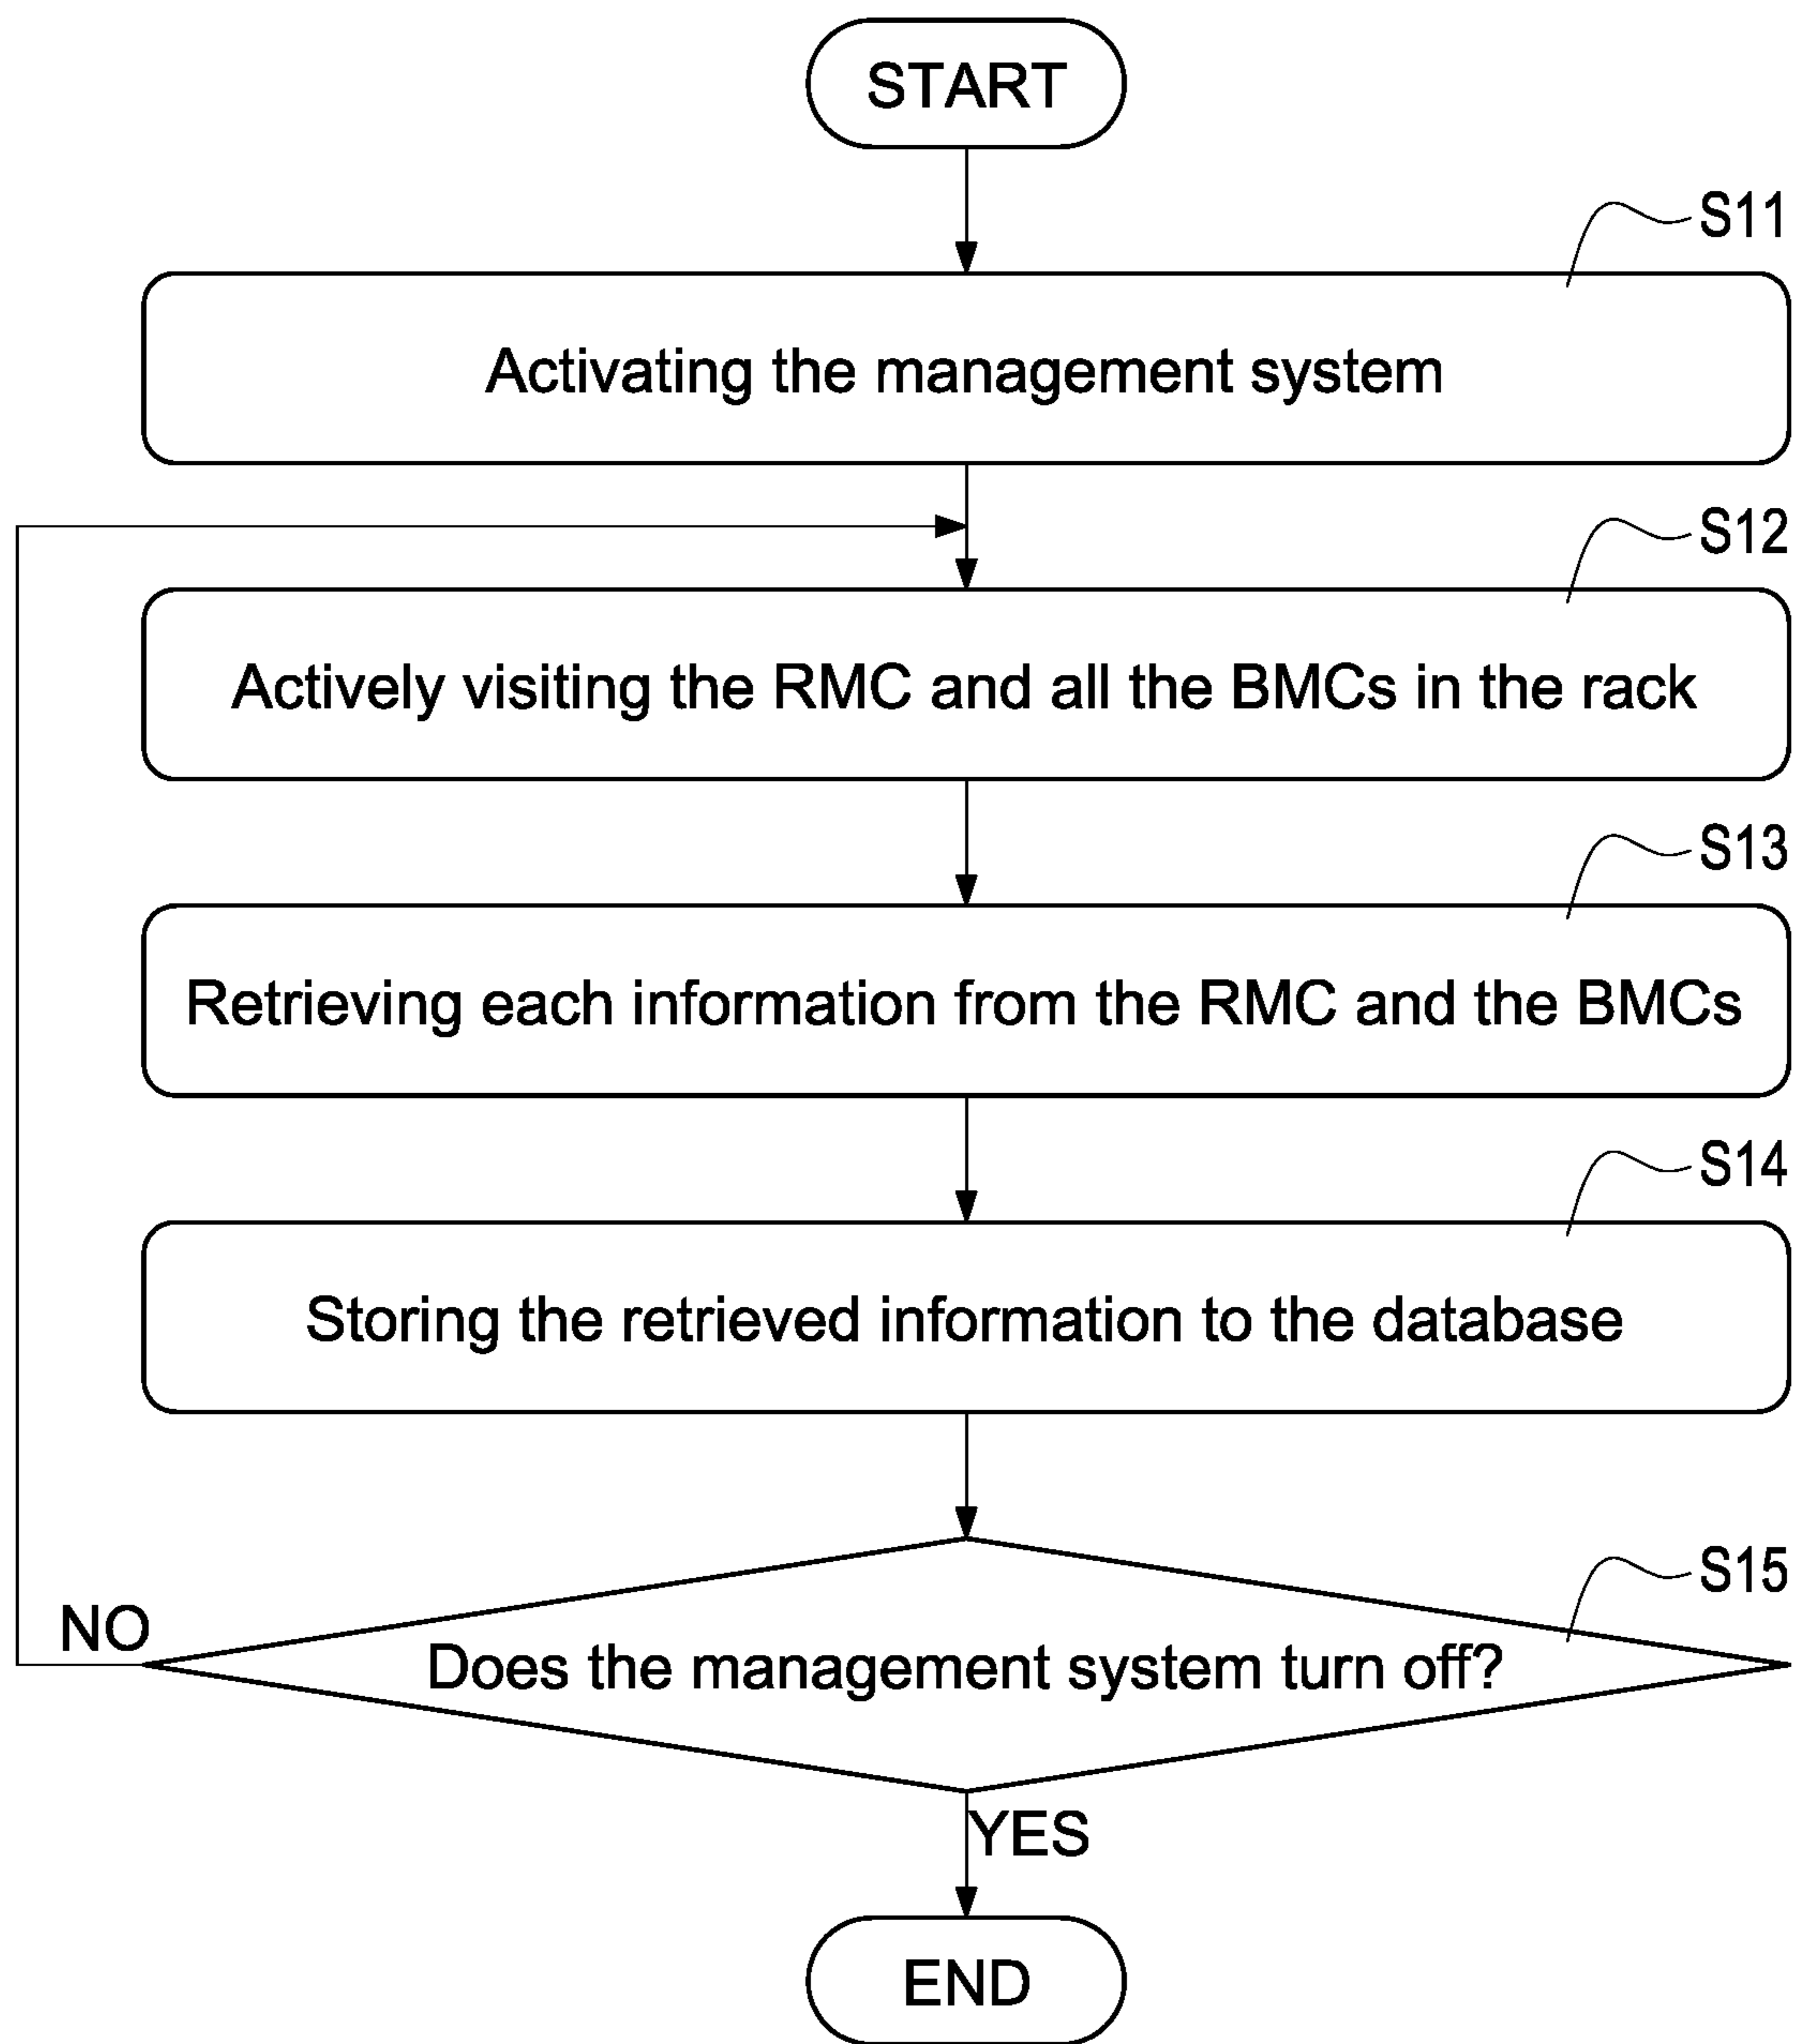 START
S11
Activating the management system
S12
Actively visiting the RMC and all the BMCs in the rack
S13
Retrieving each information from the RMC and the BMCs
S14
Storing the retrieved information to the database
S15
NO
Does the management system turn off?
YES
END